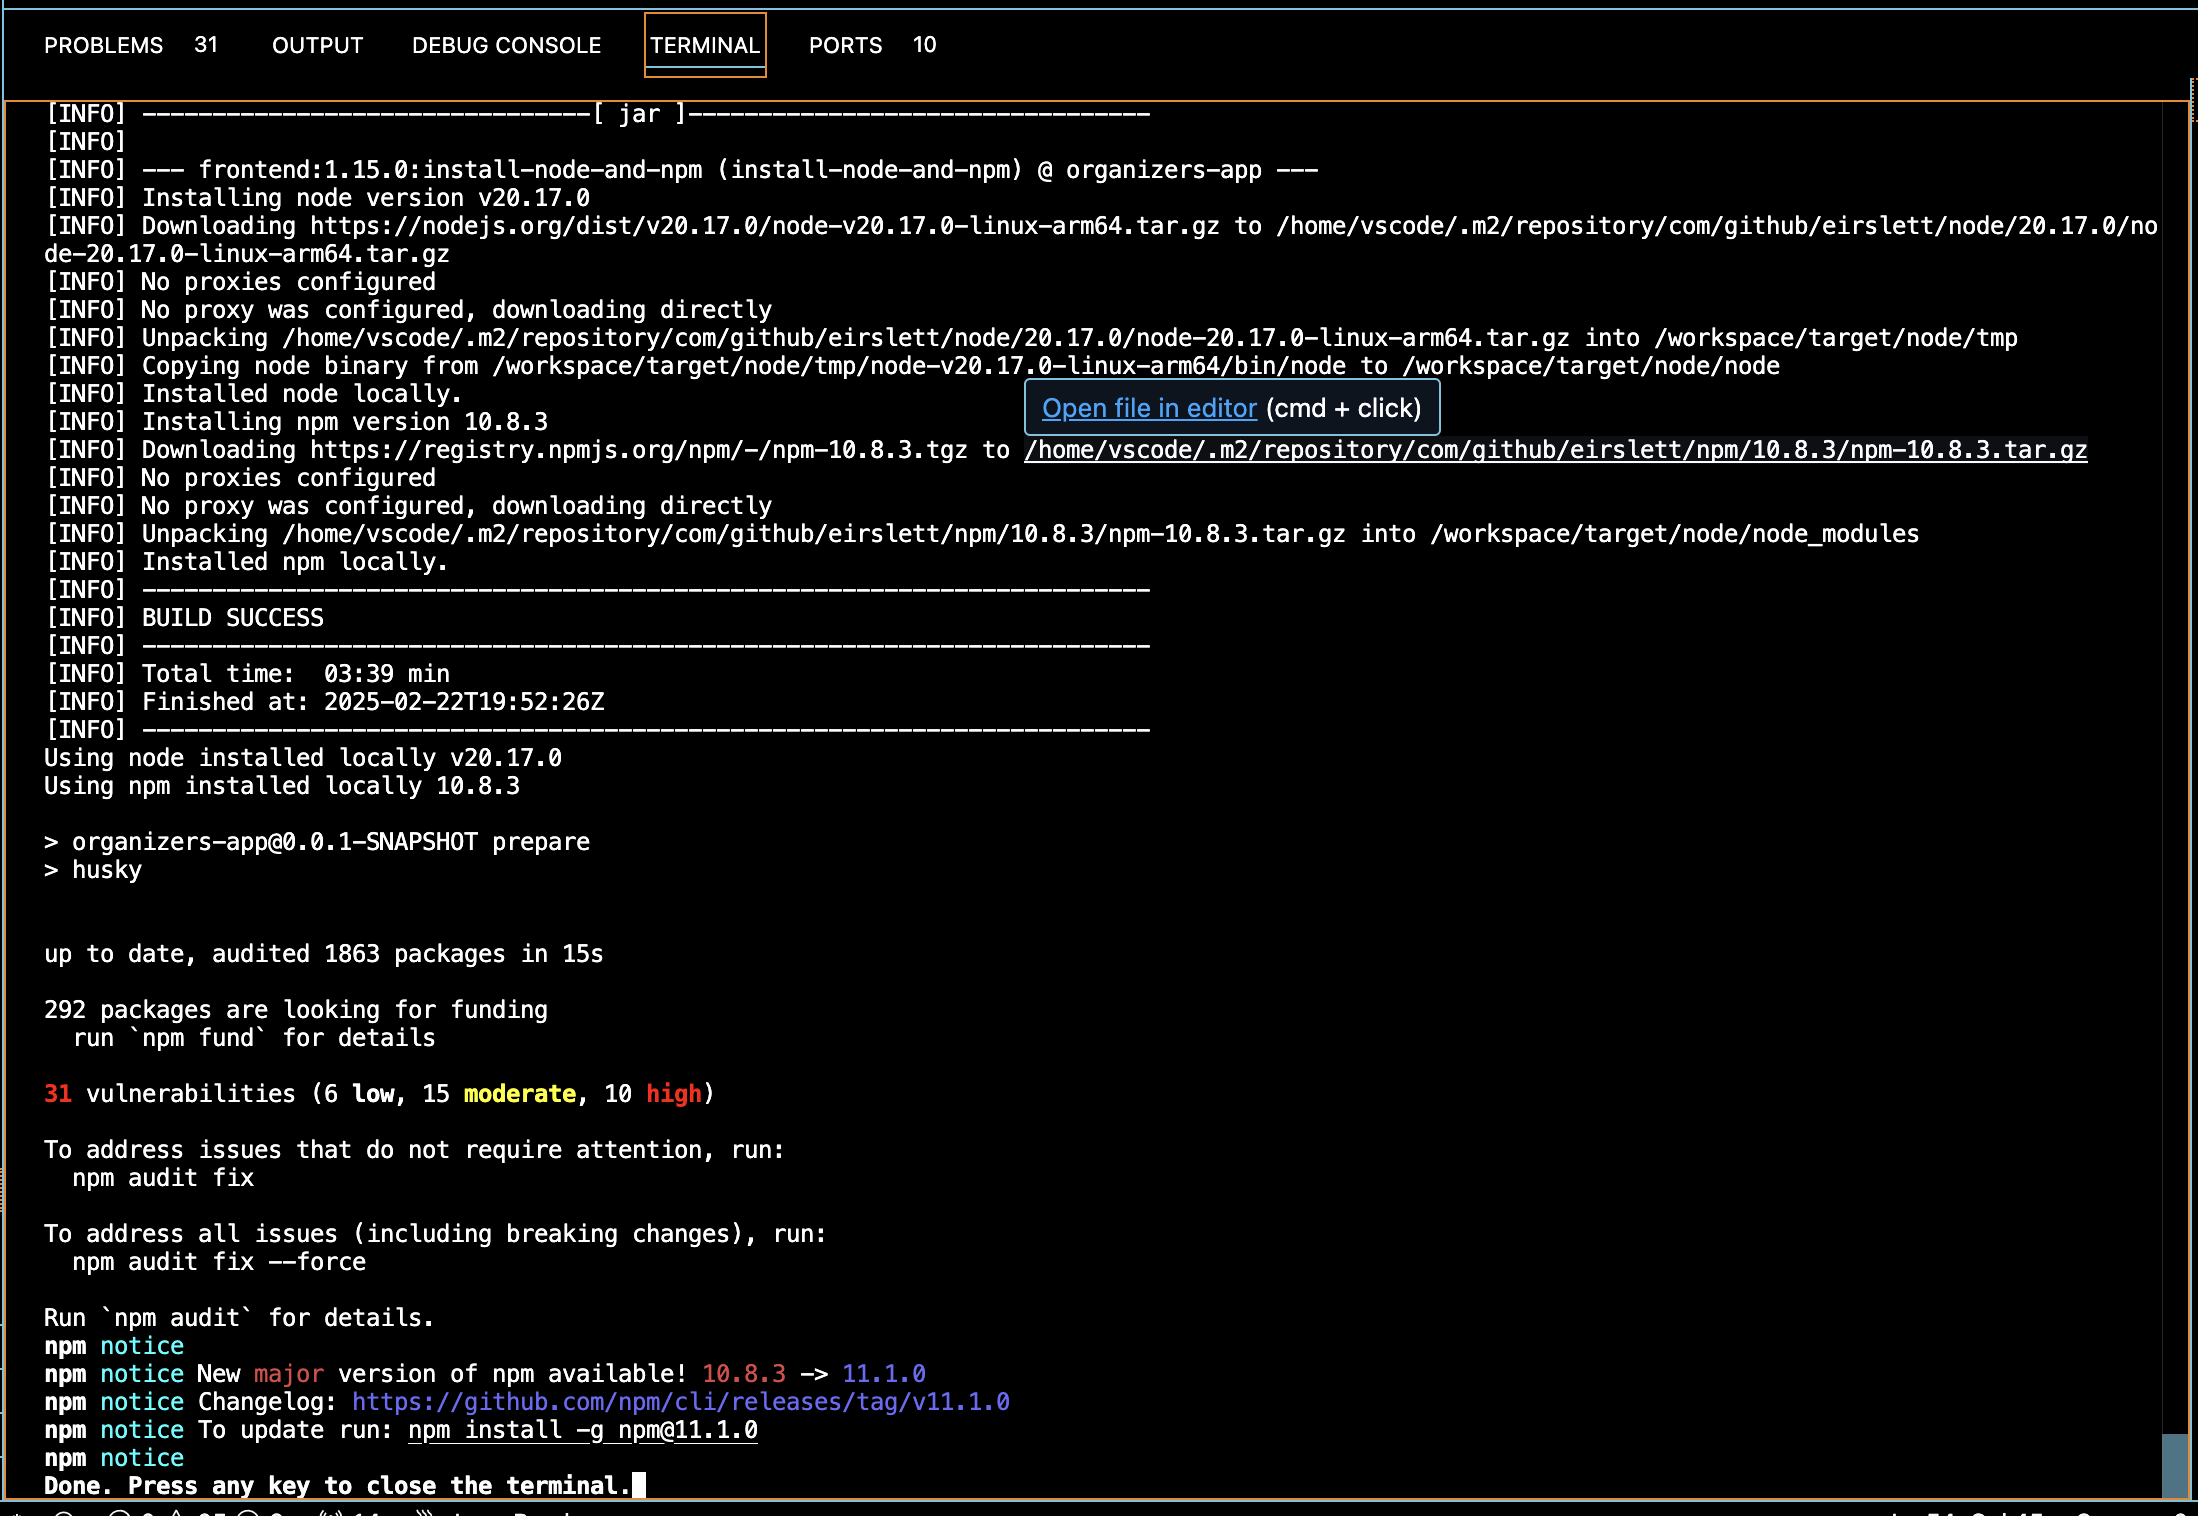 PROBLEMS 31 OUTPUT DEBUG CONSOLE TERMINAL PORTS 10
[INFO] --------------------------------[ jar ]---------------------------------
[INFO]
[INFO] --- frontend:1.15.0:install-node-and-npm (install-node-and-npm) @ organizers-app ---
[INFO] Installing node version v20.17.0
[INFO] Downloading https://nodejs.org/dist/v20.17.0/node-v20.17.0-linux-arm64.tar.gz to /home/vscode/.m2/repository/com/github/eirslett/node/20.17.0/no
de-20.17.0-linux-arm64.tar.gz
[INFO] No proxies configured
[INFO] No proxy was configured, downloading directly
[INFO] Unpacking /home/vscode/.m2/repository/com/github/eirslett/node/20.17.0/node-20.17.0-linux-arm64.tar.gz into /workspace/target/node/tmp
[INFO] Copying node binary from /workspace/target/node/tmp/node-v20.17.0-linux-arm64/bin/node to /workspace/target/node/node
[INFO] Installed node locally.
Open file in editor (cmd + click)
[INFO] Installing npm version 10.8.3
[INFO] Downloading https://registry.npmjs.org/npm/-/npm-10.8.3.tgz to /home/vscode/.m2/repository/com/github/eirslett/npm/10.8.3/npm-10.8.3.tar.gz
[INFO] No proxies configured
[INFO] No proxy was configured, downloading directly
[INFO] Unpacking /home/vscode/.m2/repository/com/github/eirslett/npm/10.8.3/npm-10.8.3.tar.gz into /workspace/target/node/node_modules
[INFO] Installed npm locally.
[INFO] ------------------------------------------------------------------------
[INFO] BUILD SUCCESS
[INFO] ------------------------------------------------------------------------
[INFO] Total time:  03:39 min
[INFO] Finished at: 2025-02-22T19:52:26Z
[INFO] ------------------------------------------------------------------------
Using node installed locally v20.17.0
Using npm installed locally 10.8.3
> organizers-app@0.0.1-SNAPSHOT prepare
> husky
up to date, audited 1863 packages in 15s
292 packages are looking for funding
run `npm fund` for details
31 vulnerabilities (6 low, 15 moderate, 10 high)
To address issues that do not require attention, run:
npm audit fix
To address all issues (including breaking changes), run:
npm audit fix --force
Run `npm audit` for details.
npm notice
npm notice New major version of npm available! 10.8.3 -> 11.1.0
npm notice Changelog: https://github.com/npm/cli/releases/tag/v11.1.0
npm notice To update run: npm install -g npm@11.1.0
npm notice
Done. Press any key to close the terminal.